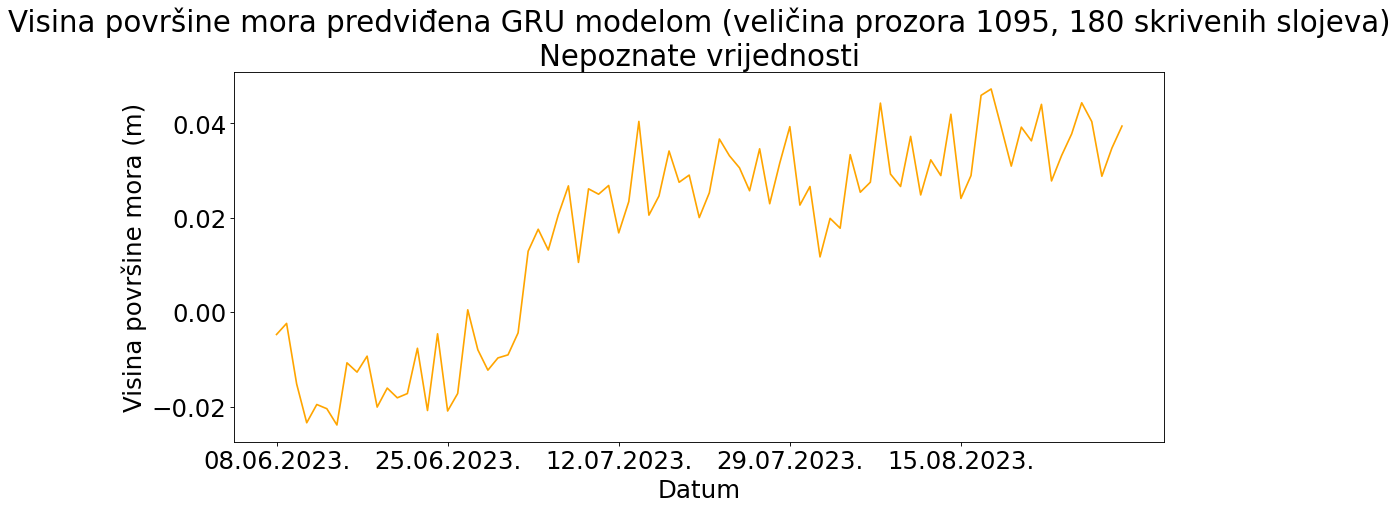 Visina površine mora predviđena GRU modelom (veličina prozora 1095, 180 skrivenih slojeva)
Nepoznate vrijednosti
Visina površine mora (m)
0.04
0.02
0.00
−0.02
08.06.2023. 25.06.2023. 12.07.2023. 29.07.2023. 15.08.2023.
Datum